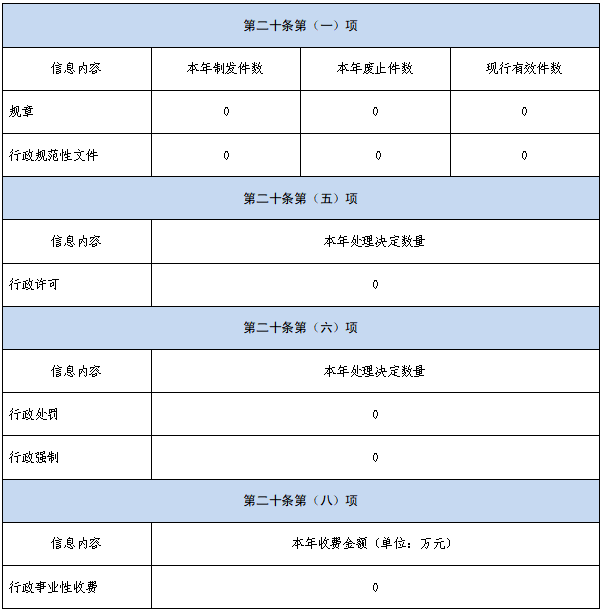 第二十条第（一）项
信息内容 本年制发件数 本年废止件数 现行有效件数
规章 0 0 0
行政规范性文件 0 0 0
第二十条第（五）项
信息内容 本年处理决定数量
行政许可 0
第二十条第（六）项
信息内容 本年处理决定数量
行政处罚 0
行政强制 0
第二十条第（八）项
信息内容 本年收费金额（单位：万元）
行政事业性收费 0